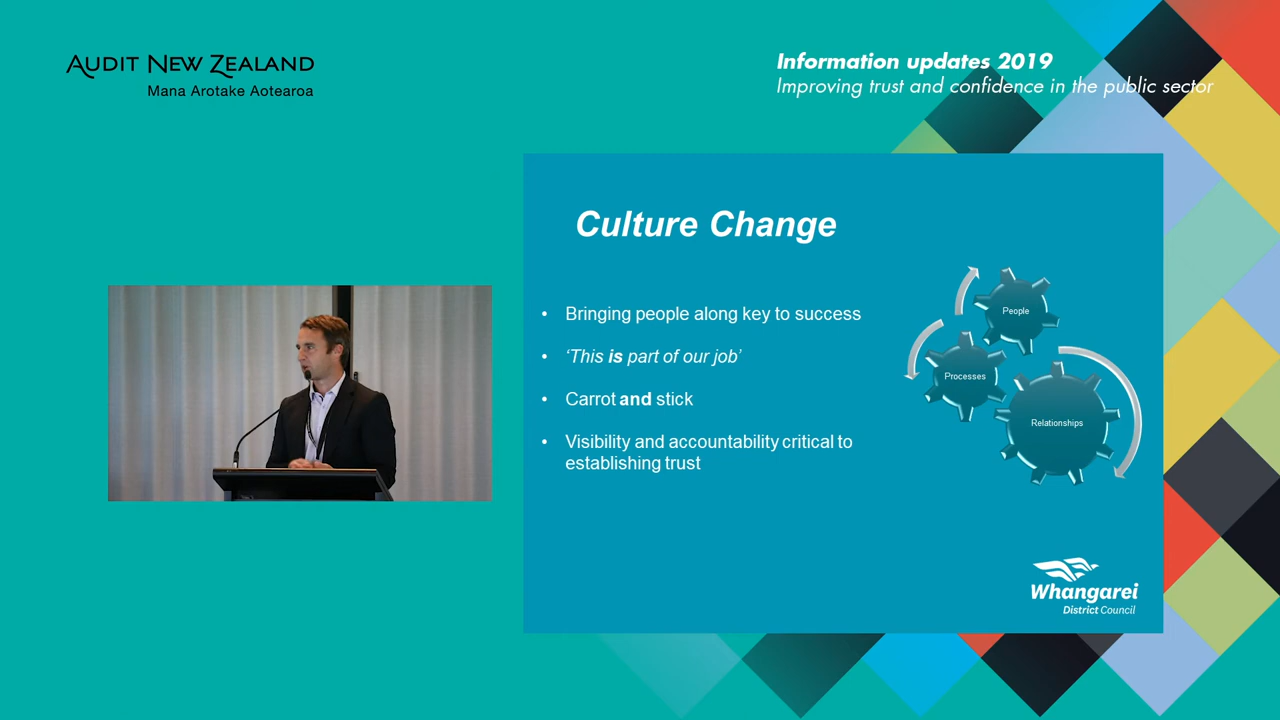 AUDIT NEW ZEALAND
Mana Arotake Aotearoa
Information updates 2019
Improving trust and confidence in the public sector
Culture Change
• Bringing people along key to success
• ‘This is part of our job’
• Carrot and stick
• Visibility and accountability critical to
establishing trust
People
Processes
Relationships
Whangarei
District Council